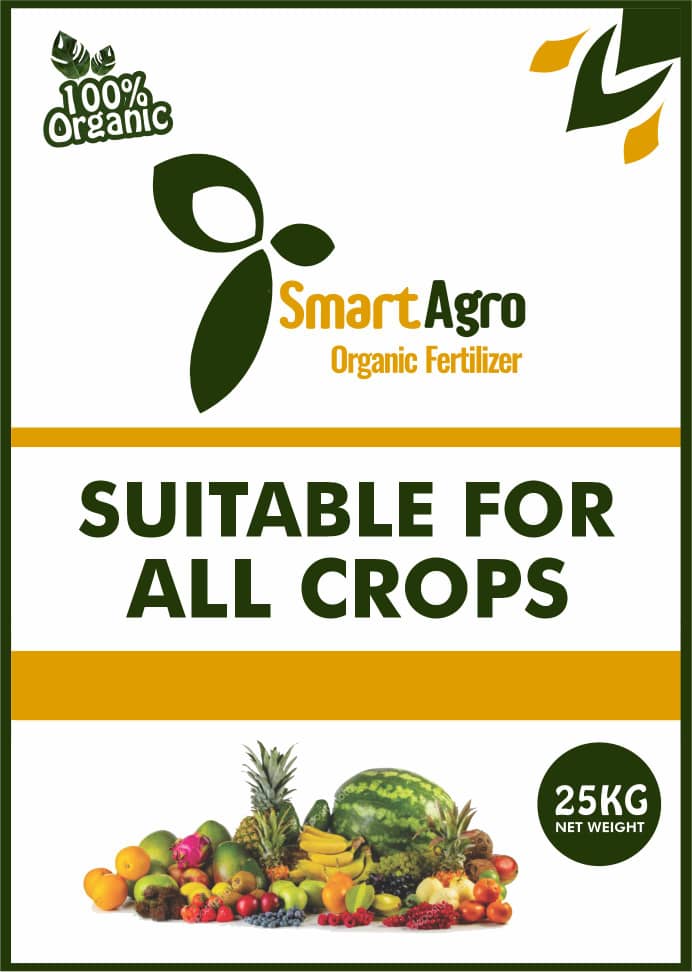 100%
Organic
SmartAgro
Organic Fertilizer
SUITABLE FOR
ALL CROPS
25KG
NET WEIGHT